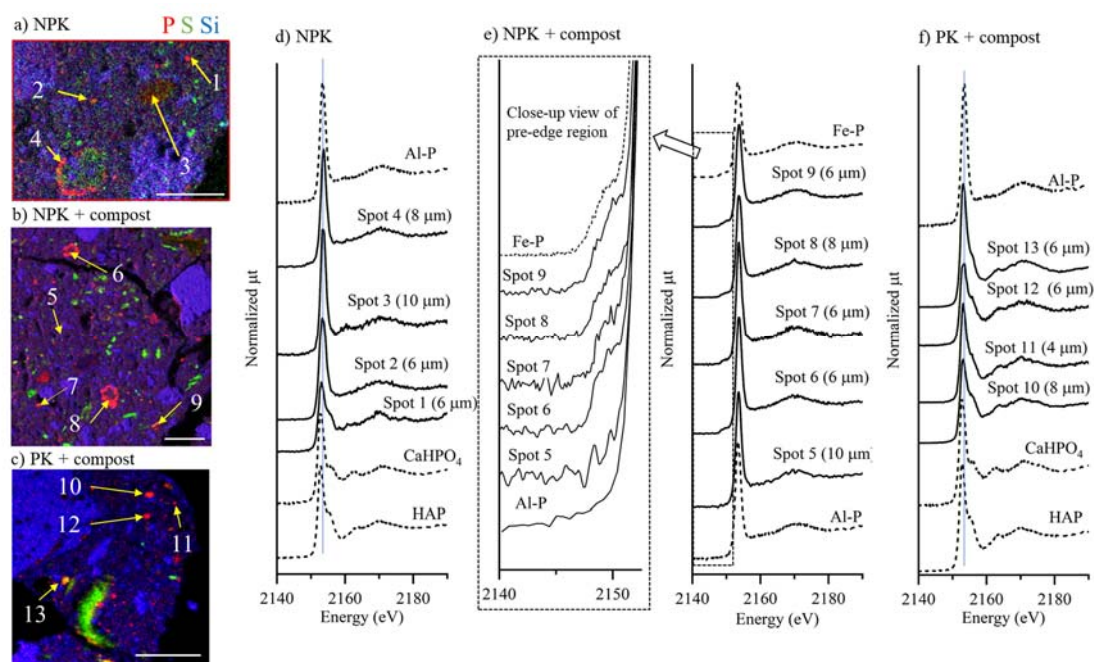 a) NPK
P S Si
1
2
3
4
b) NPK + compost
5
6
7
8
9
c) PK + compost
10
11
12
13
d) NPK
Al-P
Spot 4 (8 µm)
Spot 3 (10 µm)
Spot 2 (6 µm)
Spot 1 (6 µm)
CaHPO4
HAP
Normalized µt
2140 2160 2180
Energy (eV)
e) NPK + compost
Close-up view of
pre-edge region
Fe-P
Spot 9
Spot 8
Spot 7
Spot 6
Spot 5
Al-P
2140 2150
Fe-P
Spot 9 (6 µm)
Spot 8 (8 µm)
Spot 7 (6 µm)
Spot 6 (6 µm)
Spot 5 (10 µm)
Al-P
Normalized µt
2140 2160 2180
Energy (eV)
f) PK + compost
Al-P
Spot 13 (6 µm)
Spot 12 (6 µm)
Spot 11 (4 µm)
Spot 10 (8 µm)
CaHPO4
HAP
Normalized µt
2140 2160 2180
Energy (eV)